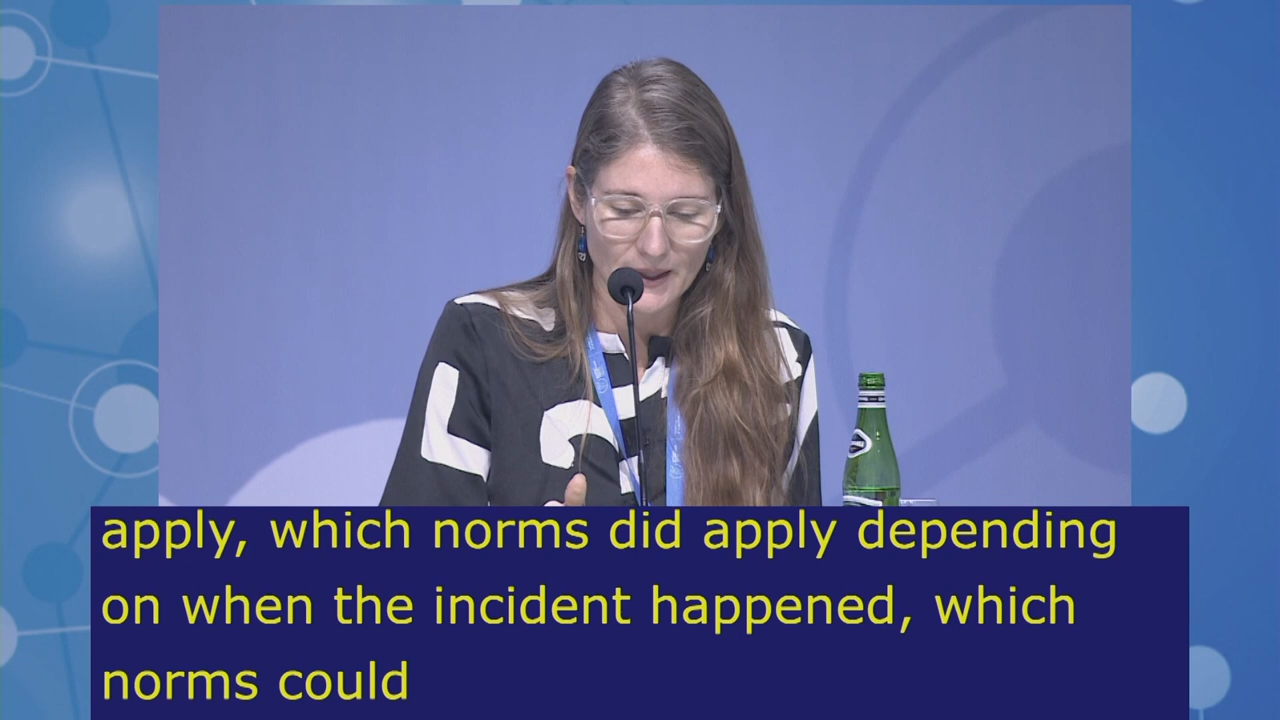 apply, which norms did apply depending
on when the incident happened, which
norms could